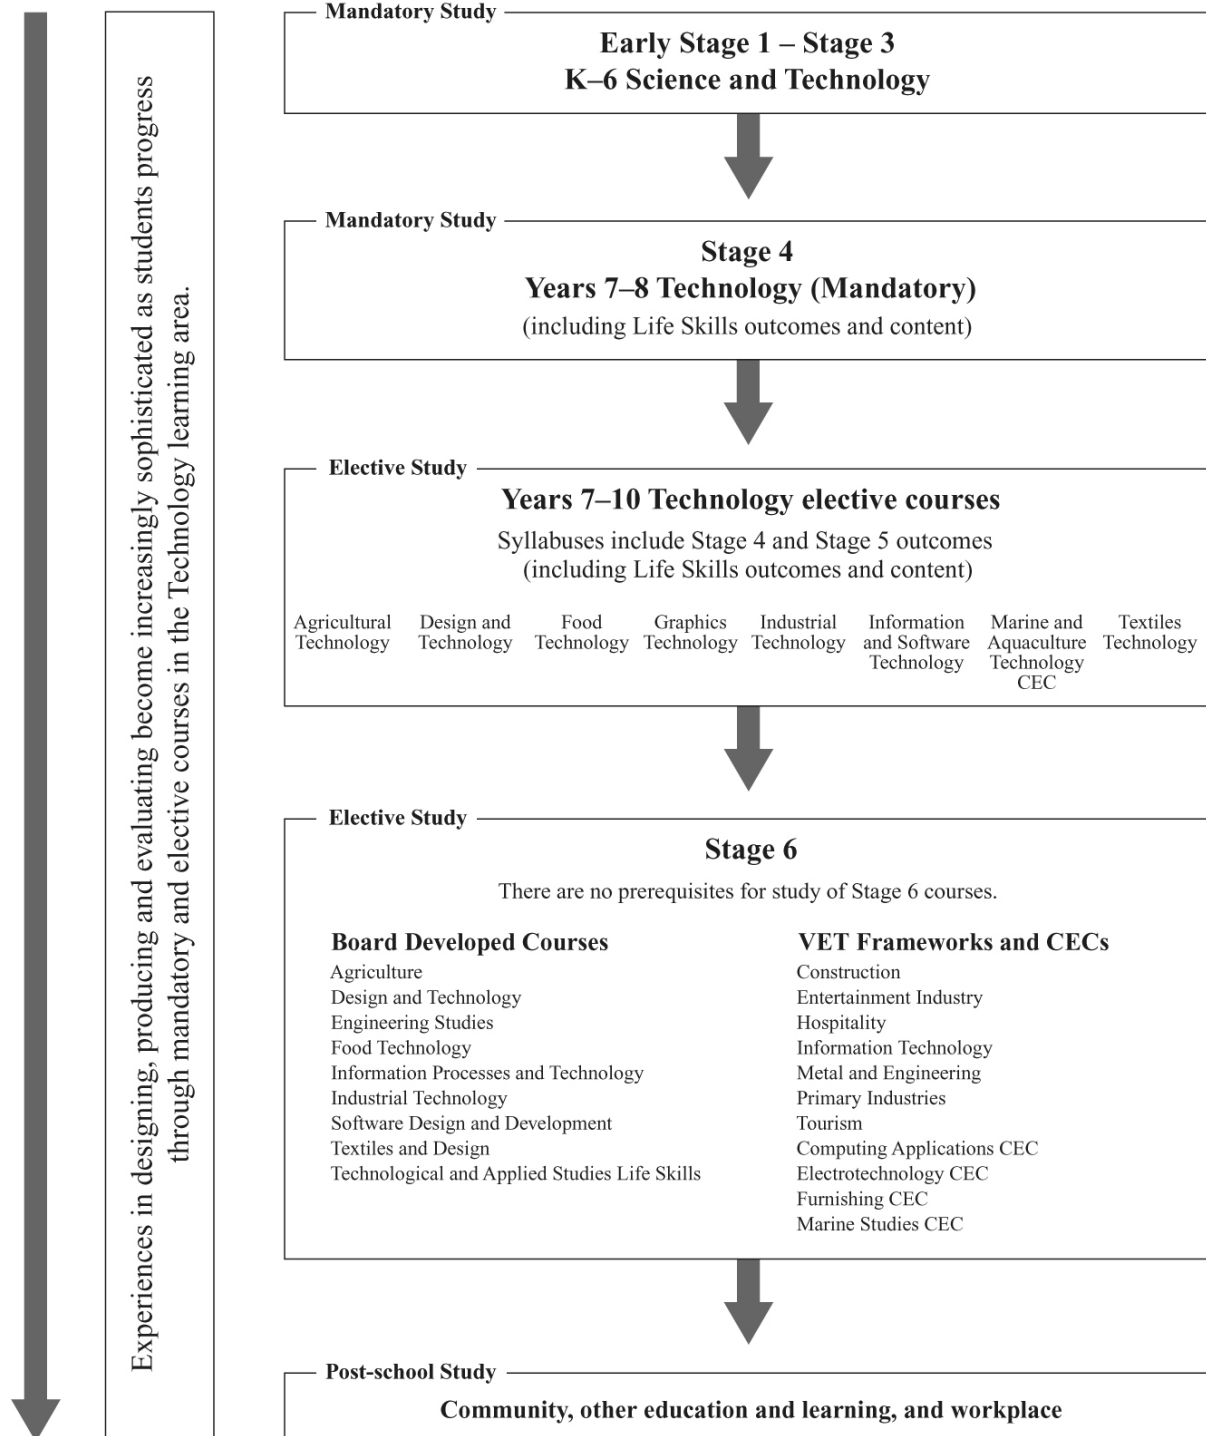 Experiences in designing, producing and evaluating become increasingly sophisticated as students progress
through mandatory and elective courses in the Technology learning area.
Mandatory Study
Early Stage 1 – Stage 3
K–6 Science and Technology
Mandatory Study
Stage 4
Years 7–8 Technology (Mandatory)
(including Life Skills outcomes and content)
Elective Study
Years 7–10 Technology elective courses
Syllabuses include Stage 4 and Stage 5 outcomes
(including Life Skills outcomes and content)
Agricultural
Technology
Design and
Technology
Food
Technology
Graphics
Technology
Industrial
Technology
Information
and Software
Technology
Marine and
Aquaculture
Technology
CEC
Textiles
Technology
Elective Study
Stage 6
There are no prerequisites for study of Stage 6 courses.
Board Developed Courses
Agriculture
Design and Technology
Engineering Studies
Food Technology
Information Processes and Technology
Industrial Technology
Software Design and Development
Textiles and Design
Technological and Applied Studies Life Skills
VET Frameworks and CECs
Construction
Entertainment Industry
Hospitality
Information Technology
Metal and Engineering
Primary Industries
Tourism
Computing Applications CEC
Electrotechnology CEC
Furnishing CEC
Marine Studies CEC
Post-school Study
Community, other education and learning, and workplace